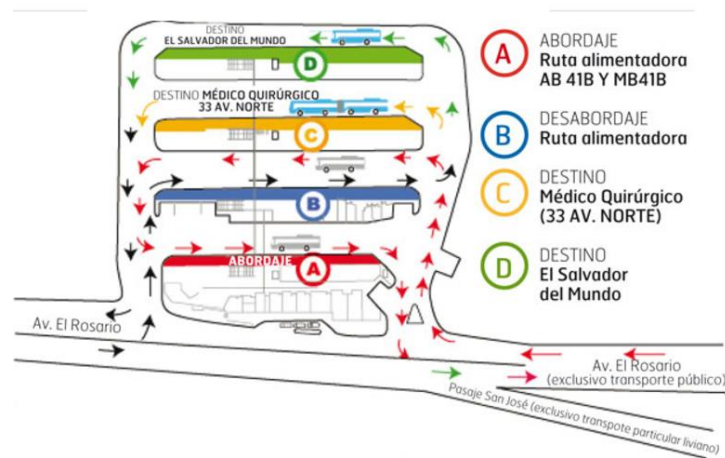 DESTINO
EL SALVADOR DEL MUNDO
D
DESTINO MÉDICO QUIRÚRGICO
33 AV. NORTE
C
B
ABORDAJE
A
Av. El Rosario
Av. El Rosario
(exclusivo transporte público)
Pasaje San José (exclusivo transpote particular liviano)
A
ABORDAJE
Ruta alimentadora
AB 41B Y MB41B
B
DESABORDAJE
Ruta alimentadora
C
DESTINO
Médico Quirúrgico
(33 AV. NORTE)
D
DESTINO
El Salvador
del Mundo